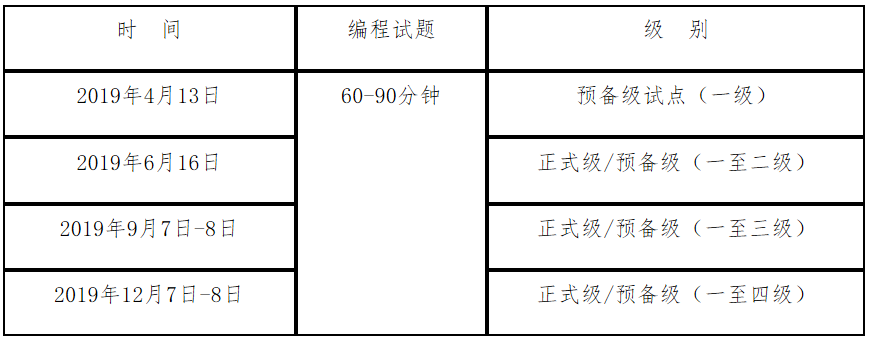 时 间 编程试题 级 别
2019年4月13日 60-90分钟 预备级试点（一级）
2019年6月16日 正式级/预备级（一至二级）
2019年9月7日-8日 正式级/预备级（一至三级）
2019年12月7日-8日 正式级/预备级（一至四级）